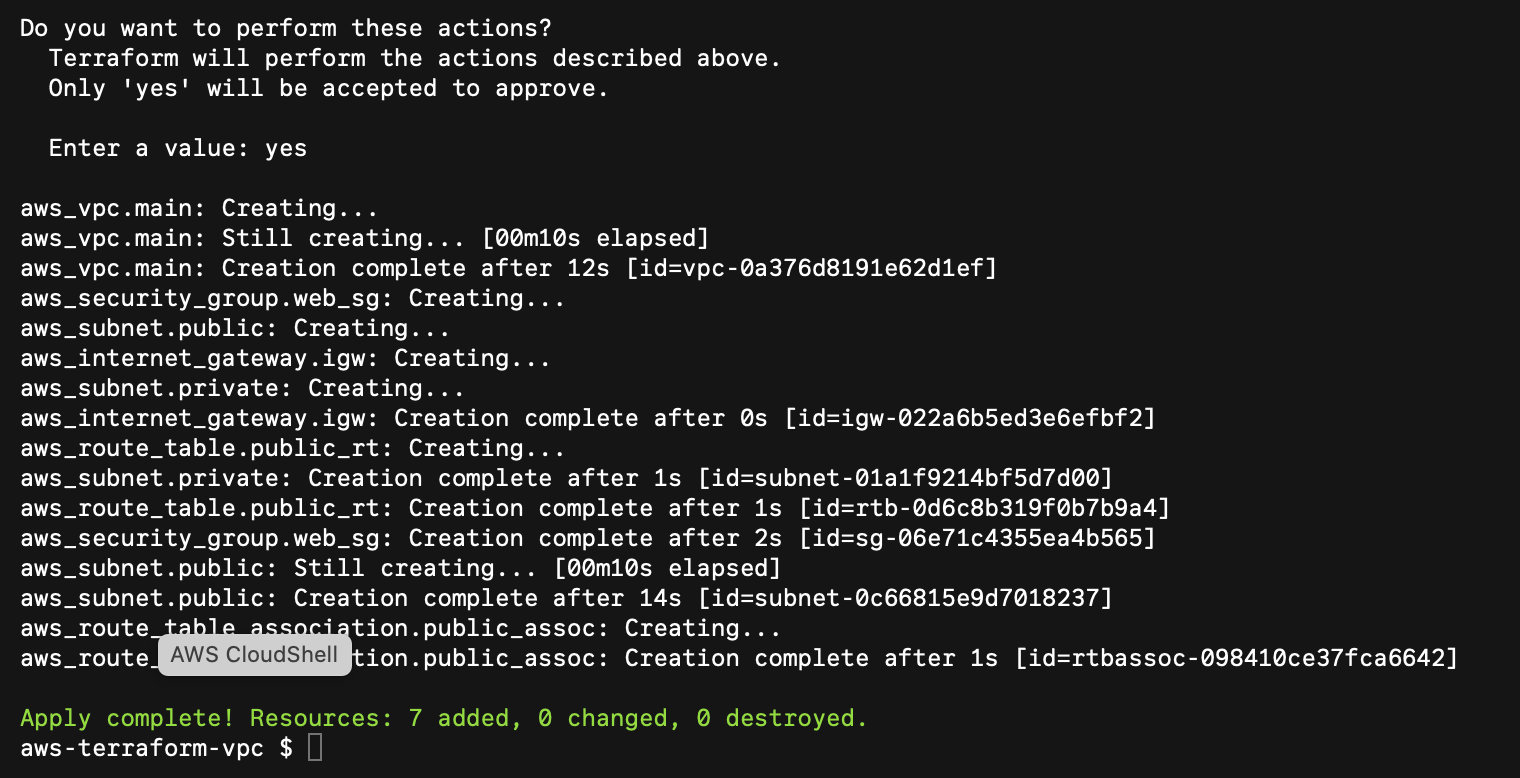 Do you want to perform these actions?
  Terraform will perform the actions described above.
  Only 'yes' will be accepted to approve.

  Enter a value: yes

aws_vpc.main: Creating...
aws_vpc.main: Still creating... [00m10s elapsed]
aws_vpc.main: Creation complete after 12s [id=vpc-0a376d8191e62d1ef]
aws_security_group.web_sg: Creating...
aws_subnet.public: Creating...
aws_internet_gateway.igw: Creating...
aws_subnet.private: Creating...
aws_internet_gateway.igw: Creation complete after 0s [id=igw-022a6b5ed3e6efbf2]
aws_route_table.public_rt: Creating...
aws_subnet.private: Creation complete after 1s [id=subnet-01a1f9214bf5d7d00]
aws_route_table.public_rt: Creation complete after 1s [id=rtb-0d6c8b319f0b7b9a4]
aws_security_group.web_sg: Creation complete after 2s [id=sg-06e71c4355ea4b565]
aws_subnet.public: Still creating... [00m10s elapsed]
aws_subnet.public: Creation complete after 14s [id=subnet-0c66815e9d7018237]
aws_route_table_association.public_assoc: Creating...
aws_route_ AWS CloudShell tion.public_assoc: Creation complete after 1s [id=rtbassoc-098410ce37fca6642]

Apply complete! Resources: 7 added, 0 changed, 0 destroyed.
aws-terraform-vpc $